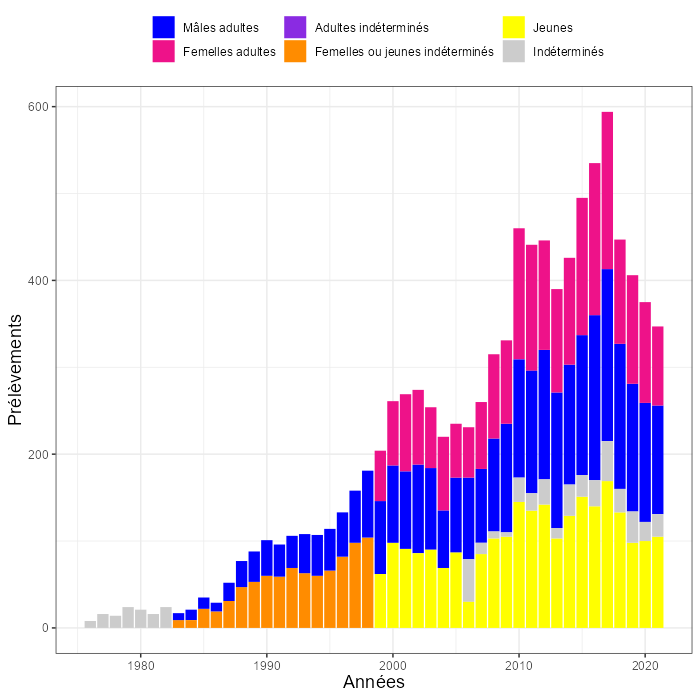 Mâles adultes Adultes indéterminés Jeunes
Femelles adultes Femelles ou jeunes indéterminés Indéterminés
600
400
200
0
Prélèvements
1980 1990 2000 2010 2020
Années